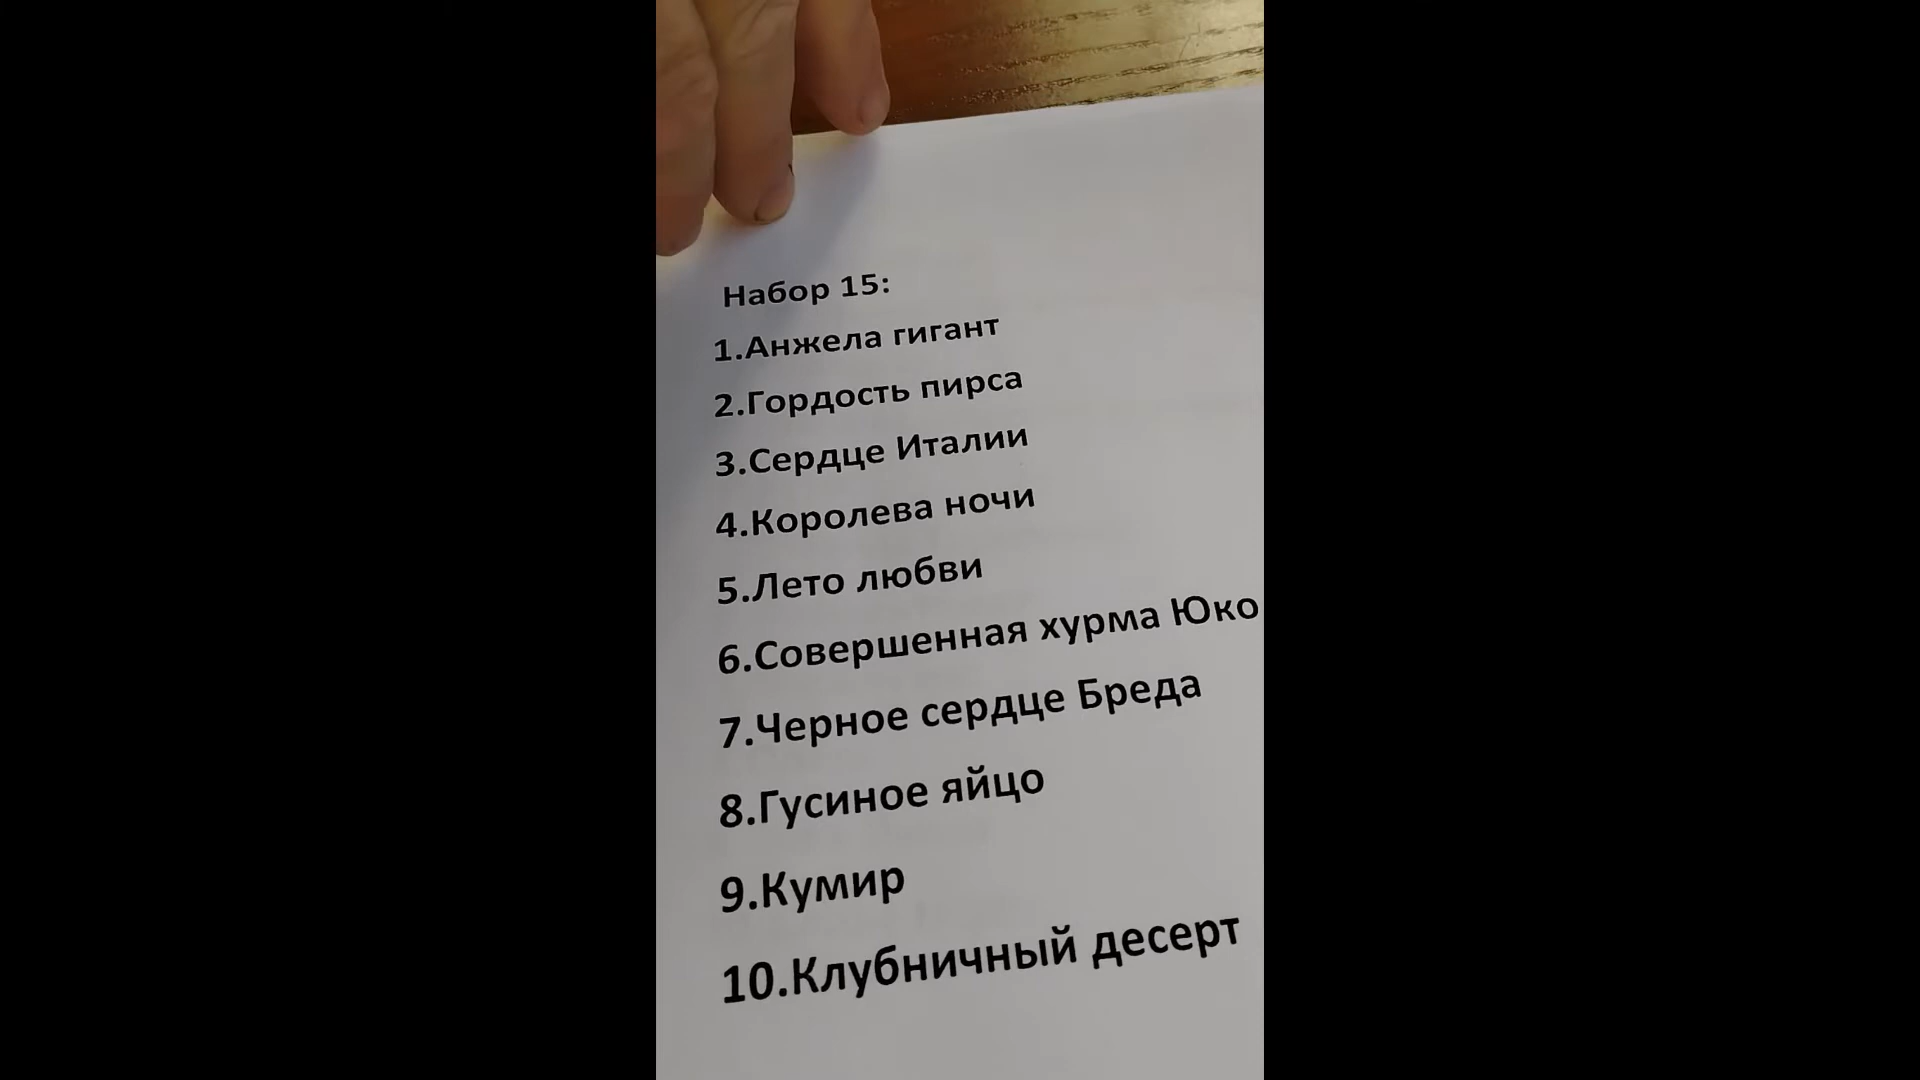 Набор 15:
1.Анжела гигант
2.Гордость пирса
3.Сердце Италии
4.Королева ночи
5.Лето любви
6.Совершенная хурма Юко
7.Черное сердце Бреда
8.Гусиное яйцо
9.Кумир
10.Клубничный десерт